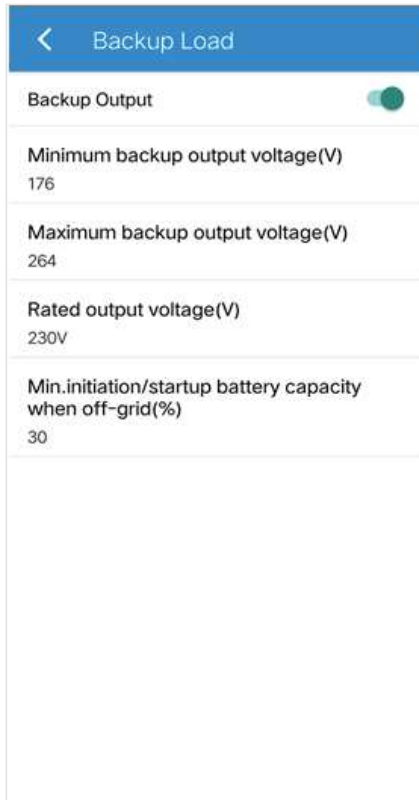 Backup Load
Backup Output
Minimum backup output voltage(V)
176
Maximum backup output voltage(V)
264
Rated output voltage(V)
230V
Min.initiation/startup battery capacity
when off-grid(%)
30